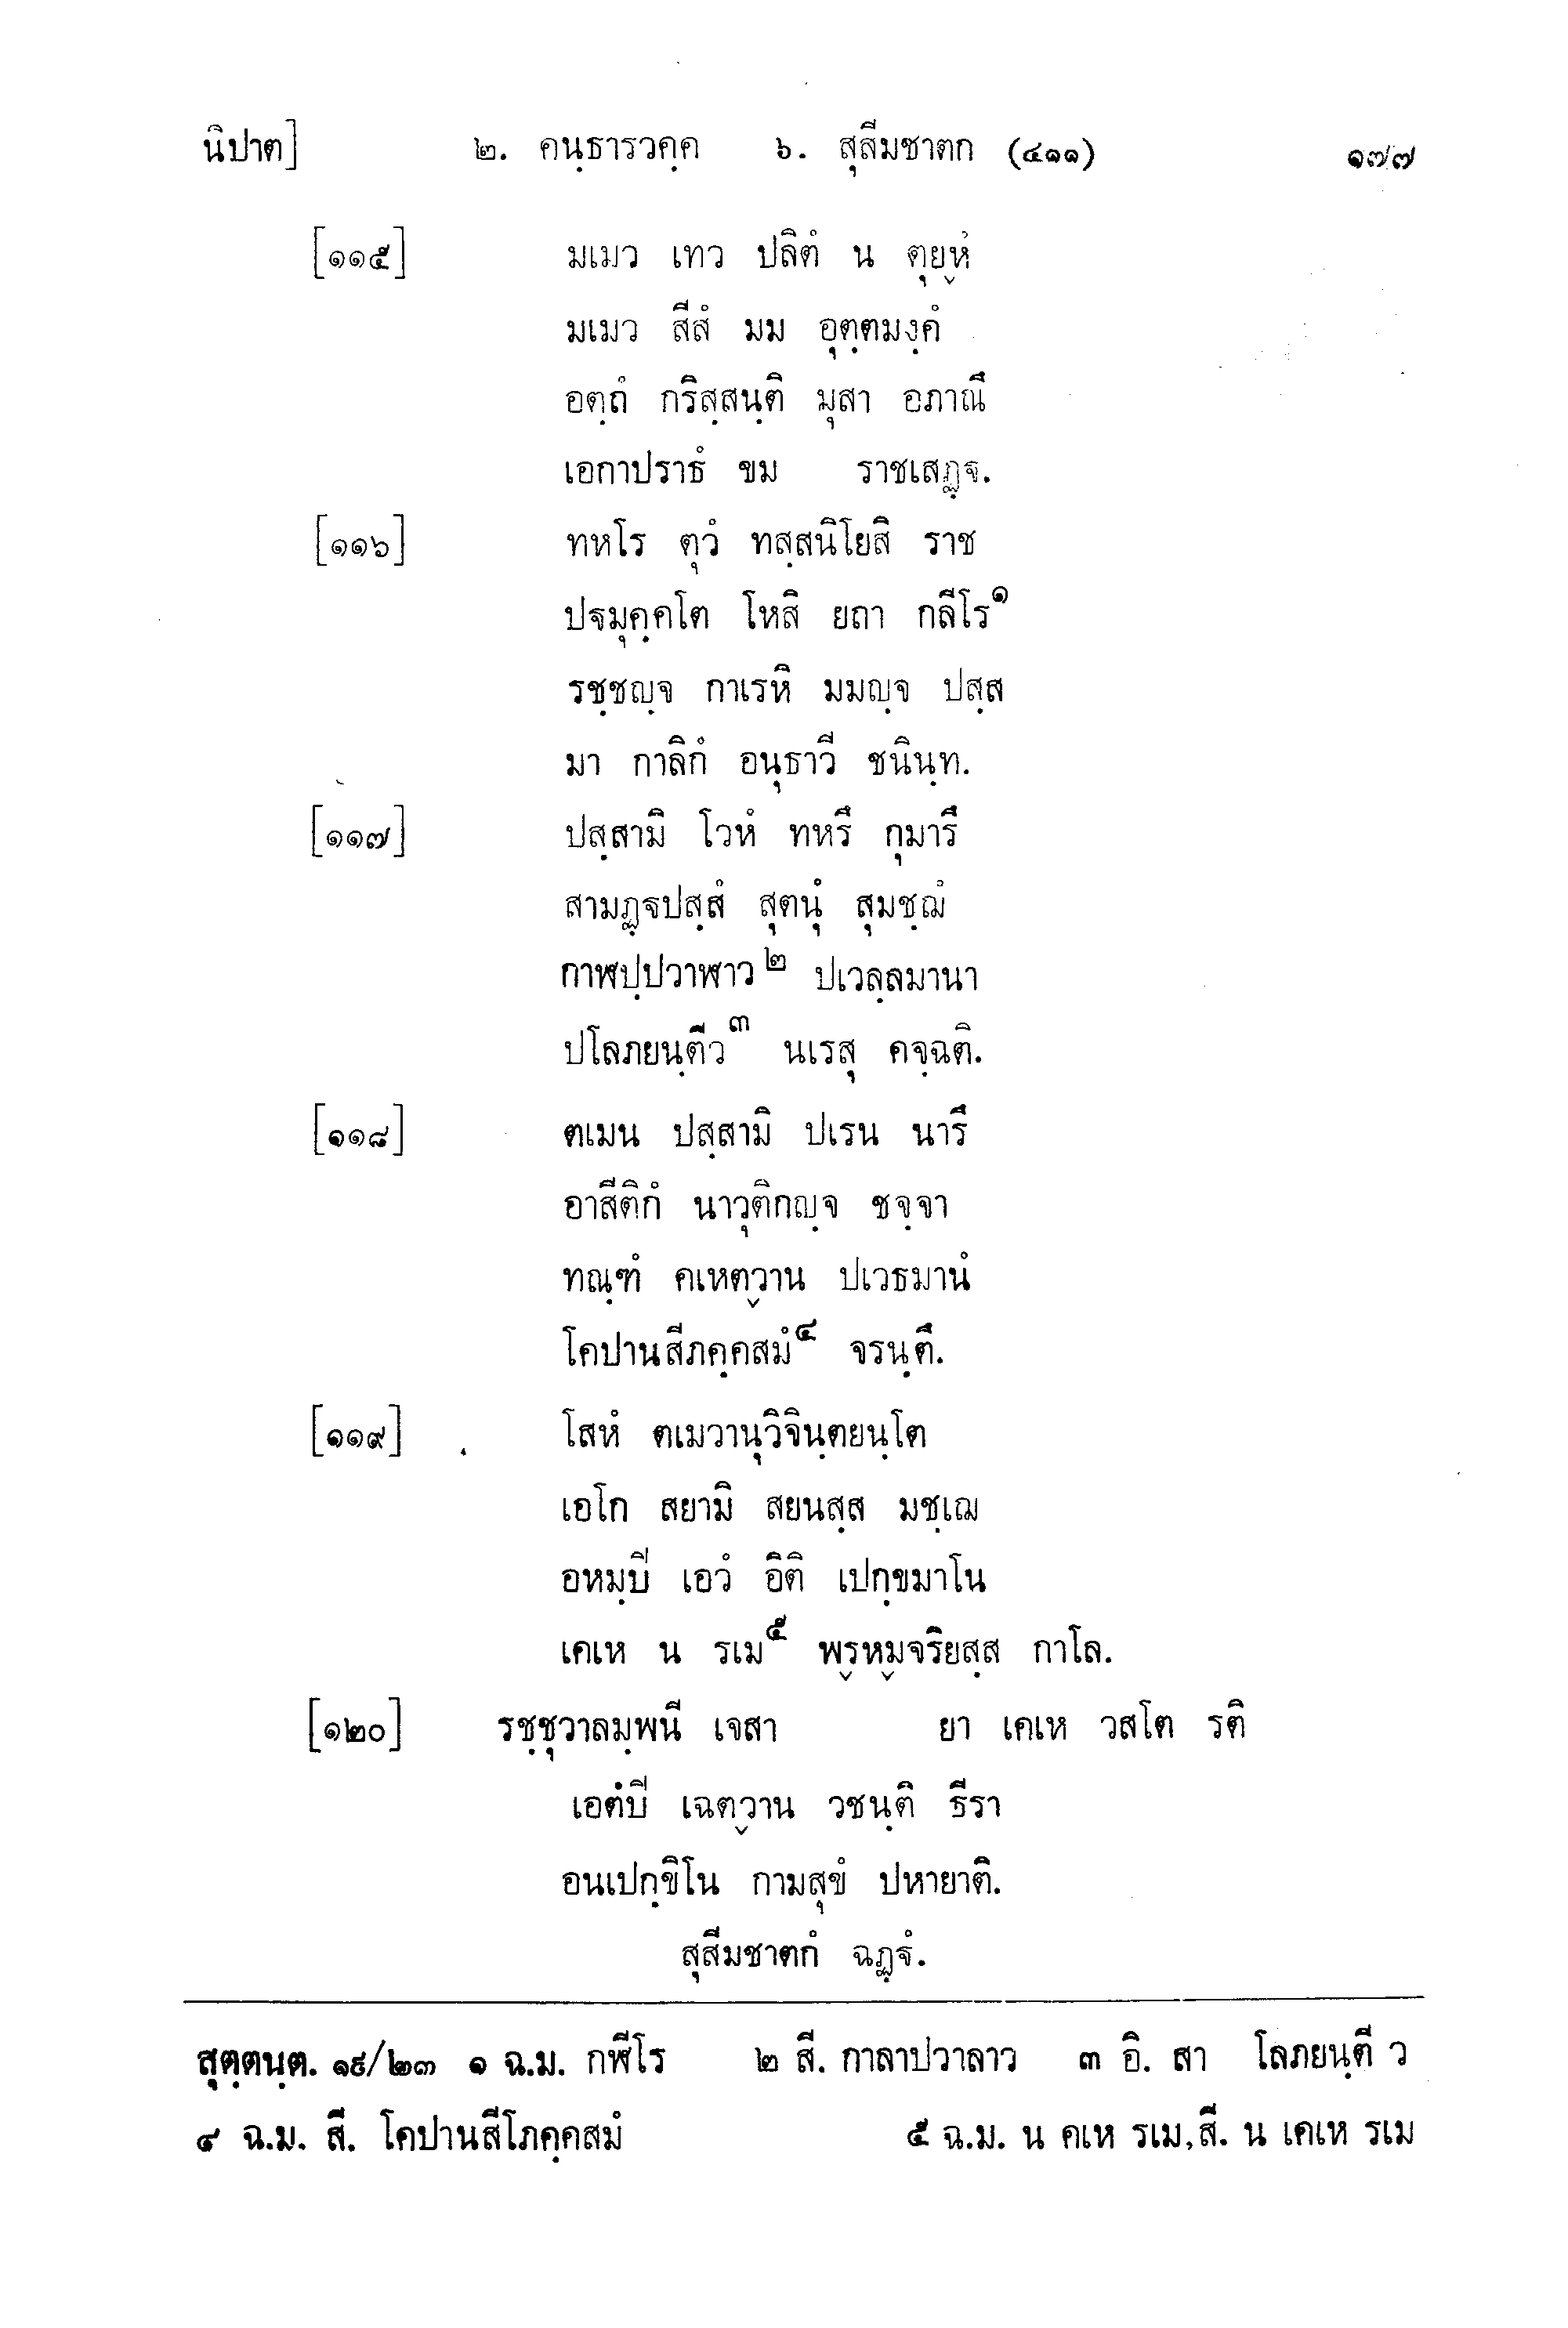 นิปาต] ๒. คนฺธารวคฺค ๖. สุสีมชาตก (๔๑๑) ๑๗๗
[๑๑๕] มเมว เทว ปลิตํ น ตุยฺหํ
มเมว สีสํ มม อุตฺตมงฺคํ
อตฺถํ กริสฺสนฺติ มุสา อภาณึ
เอกาปราธํ ขม ราชเสฏฺฐ.
[๑๑๖] ทหโร ตุวํ ทสฺสนิโยสิ ราช
ปฐมุคฺคโต โหสิ ยถา กลีโร๑
รชฺชญฺจ กาเรหิ มมญฺจ ปสฺส
มา กาลิกํ อนุธาวี ชนินฺท.
[๑๑๗] ปสฺสามิ โวหํ ทหรึ กุมารึ
สามฏฺฐปสฺสํ สุตนุํ สุมชฺฌํ
กาฬปฺปวาฬาว๒ ปเวลฺลมานา
ปโลภยนฺตีว๓ นเรสุ คจฺฉติ.
[๑๑๘] ตเมน ปสฺสามิ ปเรน นารึ
อาสีติกํ นาวุติกญฺจ ชจฺจา
ทณฺฑํ คเหตฺวาน ปเวธมานํ
โคปานสีภคฺคสมํ๔ จรนฺตึ.
[๑๑๙] โสหํ ตเมวานุวิจินฺตยนฺโต
เอโก สยามิ สยนสฺส มชฺเฌ
อหมฺปิ เอวํ อิติ เปกฺขมาโน
เคเห น รเม๕ พฺรหฺมจริยสฺส กาโล.
[๑๒๐] รชฺชุวาลมฺพนี เจสา ยา เคเห วสโต รติ
เอตํปิ เฉตฺวาน วชนฺติ ธีรา
อนเปกฺขิโน กามสุขํ ปหายาติ.
สุสีมชาตกํ ฉฏฺฐํ.
สุตฺตนฺต. ๑๙/๒๓ ๑ ฉ.ม. กฬีโร ๒ สี. กาลาปวาลาว ๓ อิ. สา โลภยนฺตี ว
๔ ฉ.ม. สี. โคปานสีโภคฺคสมํ ๕ ฉ.ม. น คเห รเม,สี. น เคเห รเม